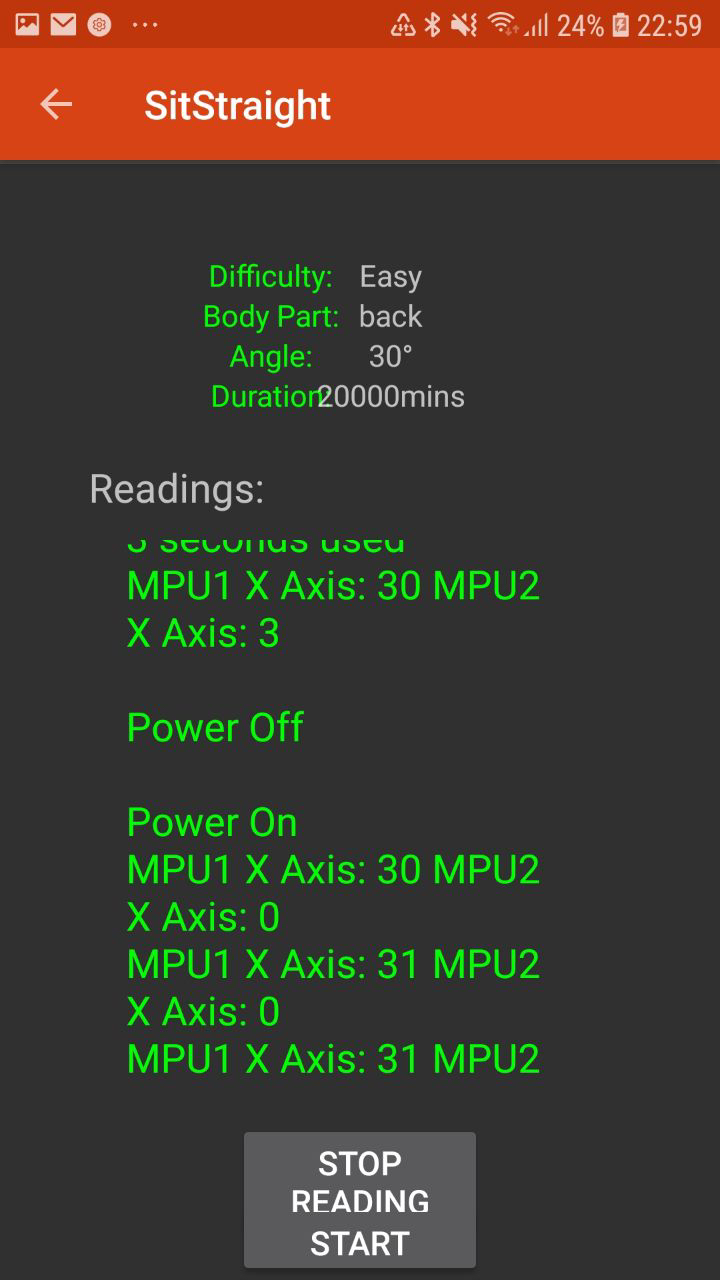 24% 22:59
SitStraight
Difficulty: Easy
Body Part: back
Angle: 30°
Duration: 20000mins
Readings:
seconds used
MPU1 X Axis: 30 MPU2
X Axis: 3
Power Off
Power On
MPU1 X Axis: 30 MPU2
X Axis: 0
MPU1 X Axis: 31 MPU2
X Axis: 0
MPU1 X Axis: 31 MPU2
STOP
READING
START